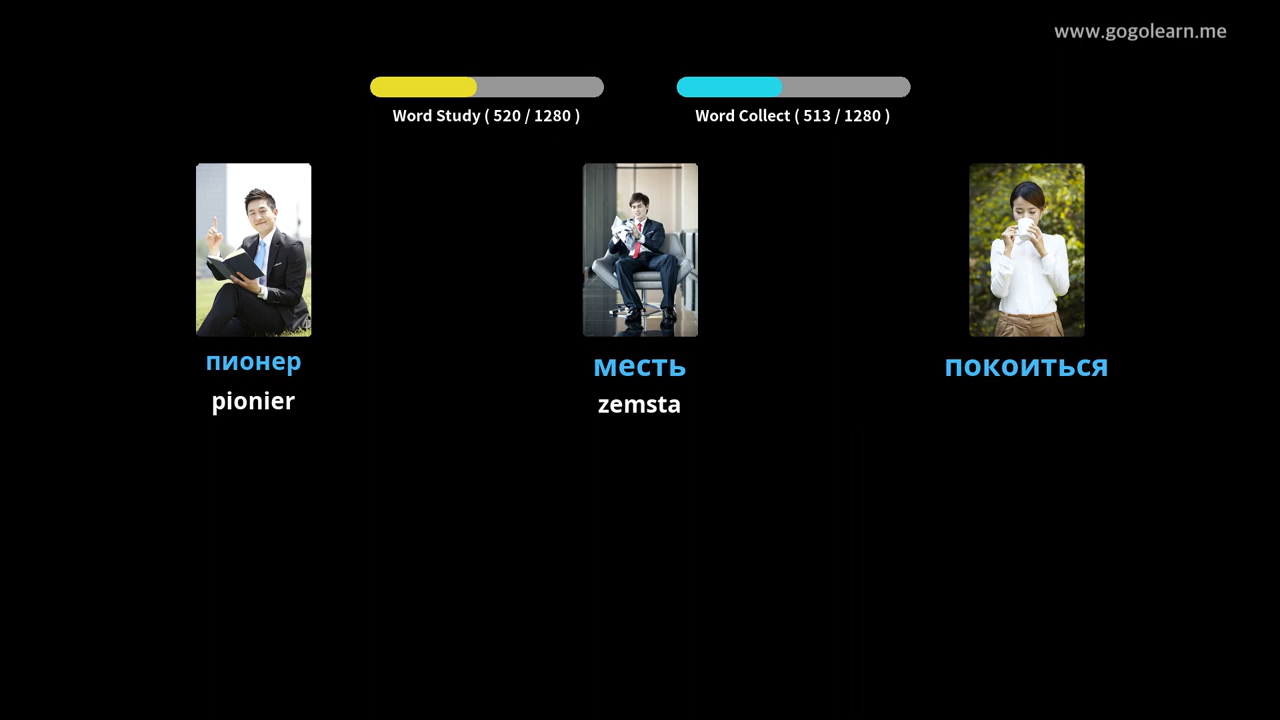 www.gogolearn.me
Word Study ( 520 / 1280 )
Word Collect ( 513 / 1280 )
пионер
pionier
месть
zemsta
покоиться